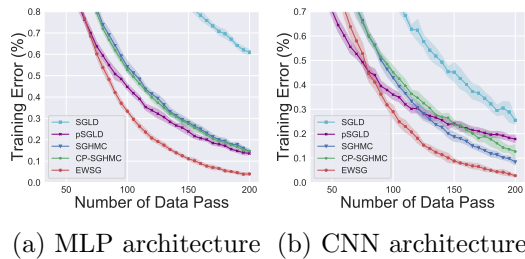 0.8
0.7
0.6
0.5
0.4
0.3
0.2
0.1
0.0
Training Error (%)
SGLD
pSGLD
SGHMC
CP-SGHMC
EWSG
50 100 150 200
Number of Data Pass
(a) MLP architecture
0.7
0.6
0.5
0.4
0.3
0.2
0.1
0.0
Training Error (%)
SGLD
pSGLD
SGHMC
CP-SGHMC
EWSG
50 100 150 200
Number of Data Pass
(b) CNN architecture